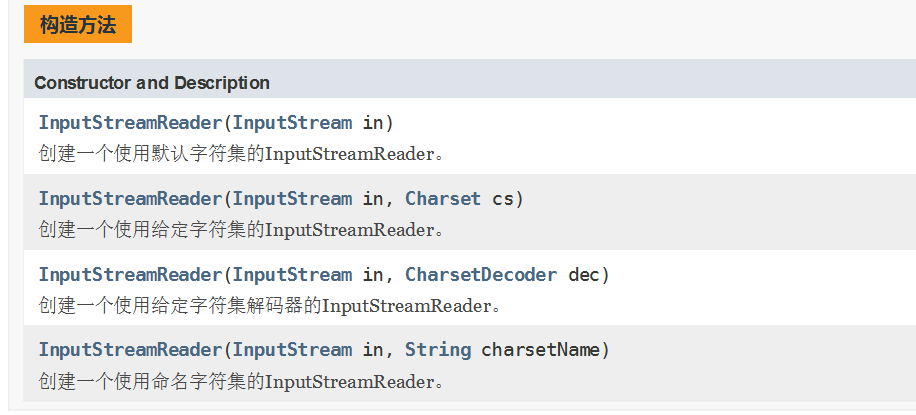 构造方法
Constructor and Description
InputStreamReader(InputStream in)
创建一个使用默认字符集的InputStreamReader。
InputStreamReader(InputStream in, Charset cs)
创建一个使用给定字符集的InputStreamReader。
InputStreamReader(InputStream in, CharsetDecoder dec)
创建一个使用给定字符集解码器的InputStreamReader。
InputStreamReader(InputStream in, String charsetName)
创建一个使用命名字符集的InputStreamReader。